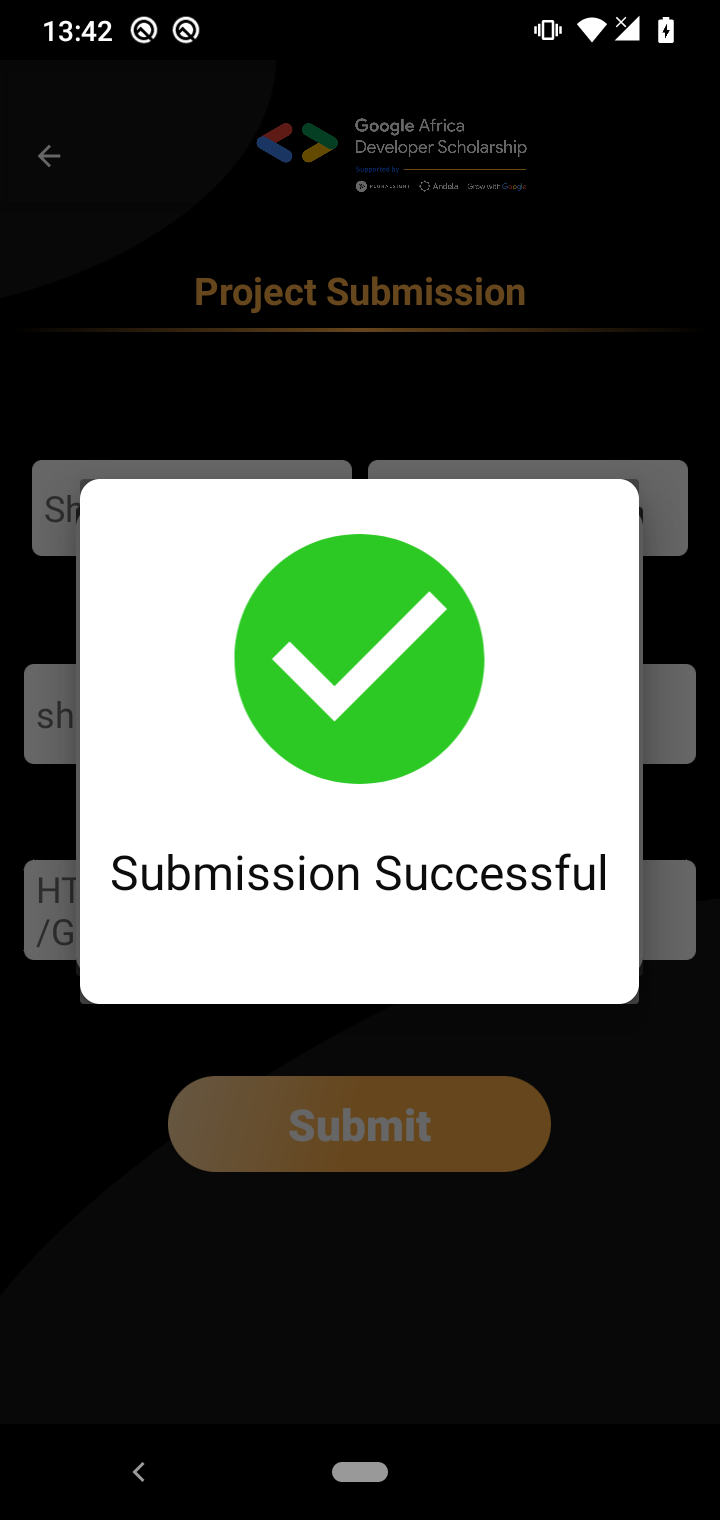 13:42
Google Africa
Developer Scholarship
Supported by
PLURALSIGHT Andela Grow with Google
Project Submission
Sh
sh
HT
/G
Submission Successful
Submit